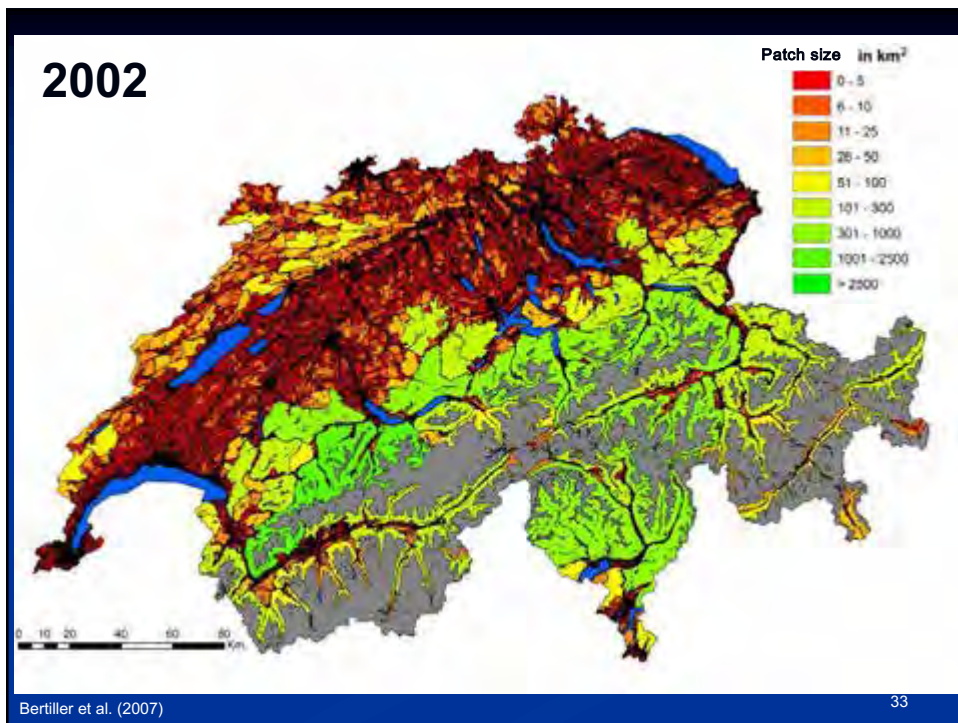 2002
Patch size in km²
0 - 5
6 - 10
11 - 25
26 - 50
51 - 100
101 - 300
301 - 1000
1001 - 2500
> 2500
0 10 20 40 60 80
Km
Bertiller et al. (2007)
33